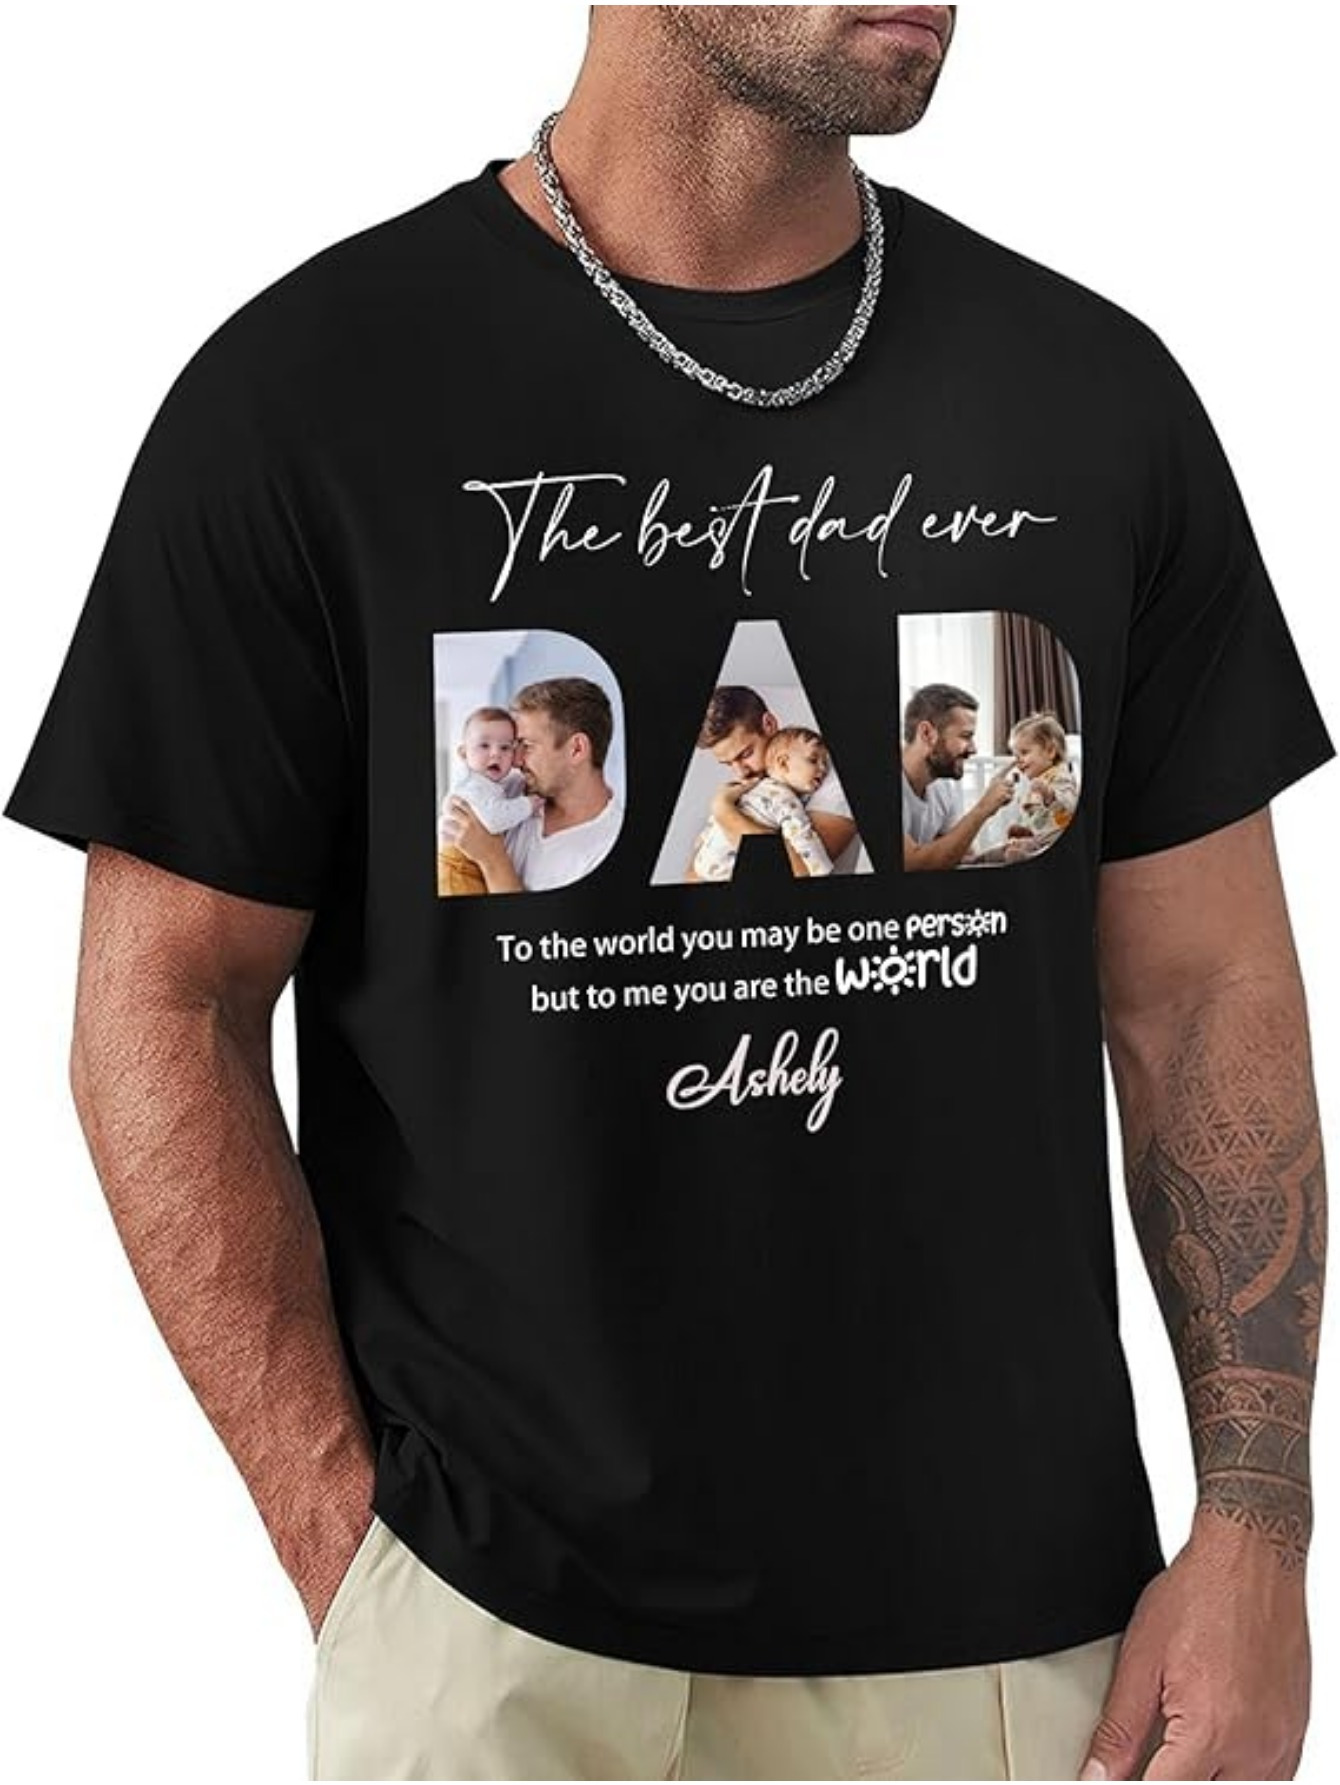 The best dad ever
DAD
To the world you may be one person
but to me you are the world
Ashely